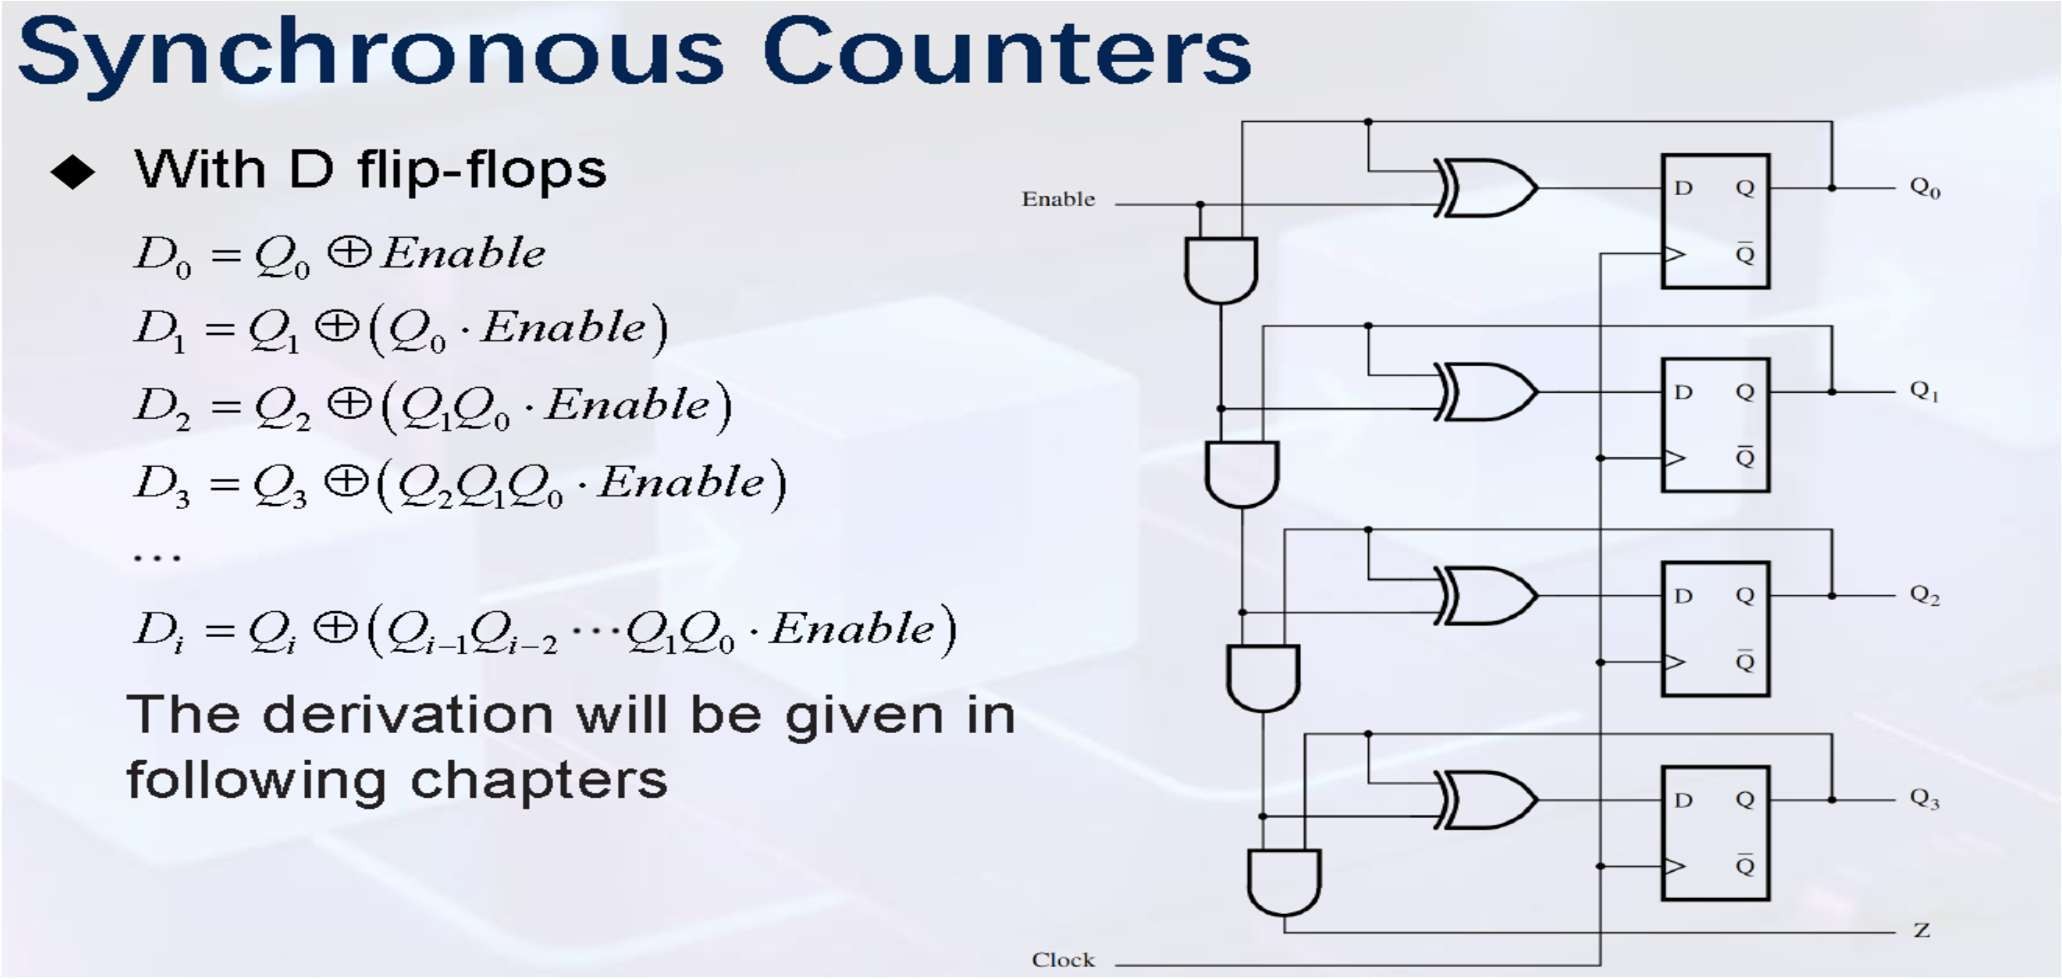 Synchronous Counters
◆ With D flip-flops
D₀ = Q₀ ⊕ Enable
D₁ = Q₁ ⊕ (Q₀ · Enable)
D₂ = Q₂ ⊕ (Q₁Q₀ · Enable)
D₃ = Q₃ ⊕ (Q₂Q₁Q₀ · Enable)
...
Dᵢ = Qᵢ ⊕ (Qᵢ₋₁Qᵢ₋₂ ⋯ Q₁Q₀ · Enable)
The derivation will be given in
following chapters
Enable
D Q Q₀
Q̅
D Q Q₁
Q̅
D Q Q₂
Q̅
D Q Q₃
Q̅
Z
Clock